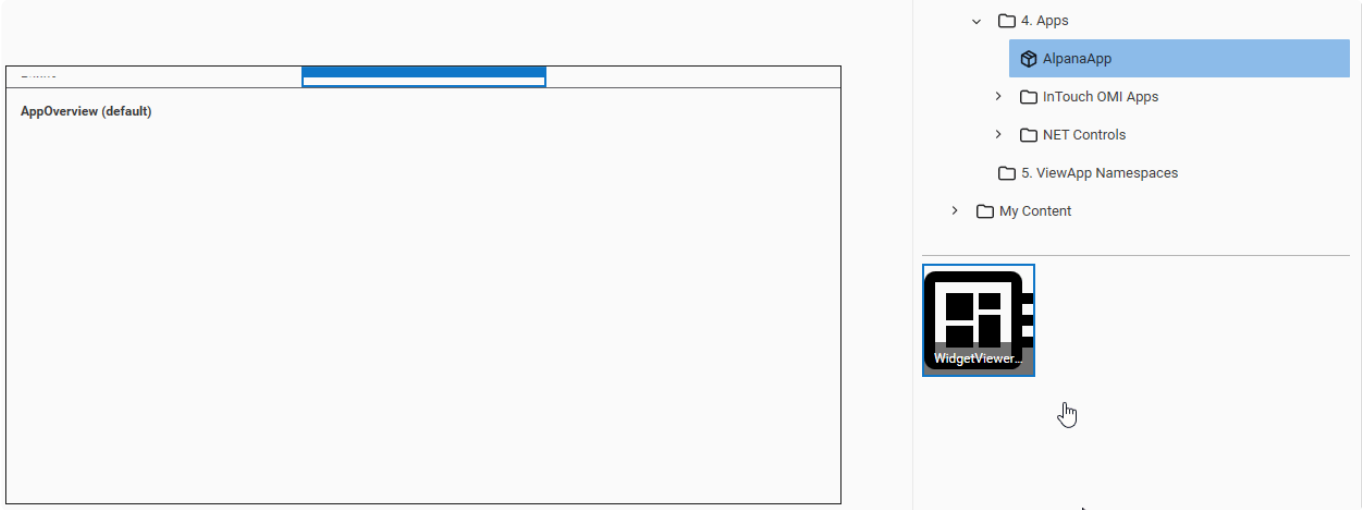 4. Apps
AlpanaApp
InTouch OMI Apps
NET Controls
5. ViewApp Namespaces
My Content
AppOverview (default)
WidgetViewer...